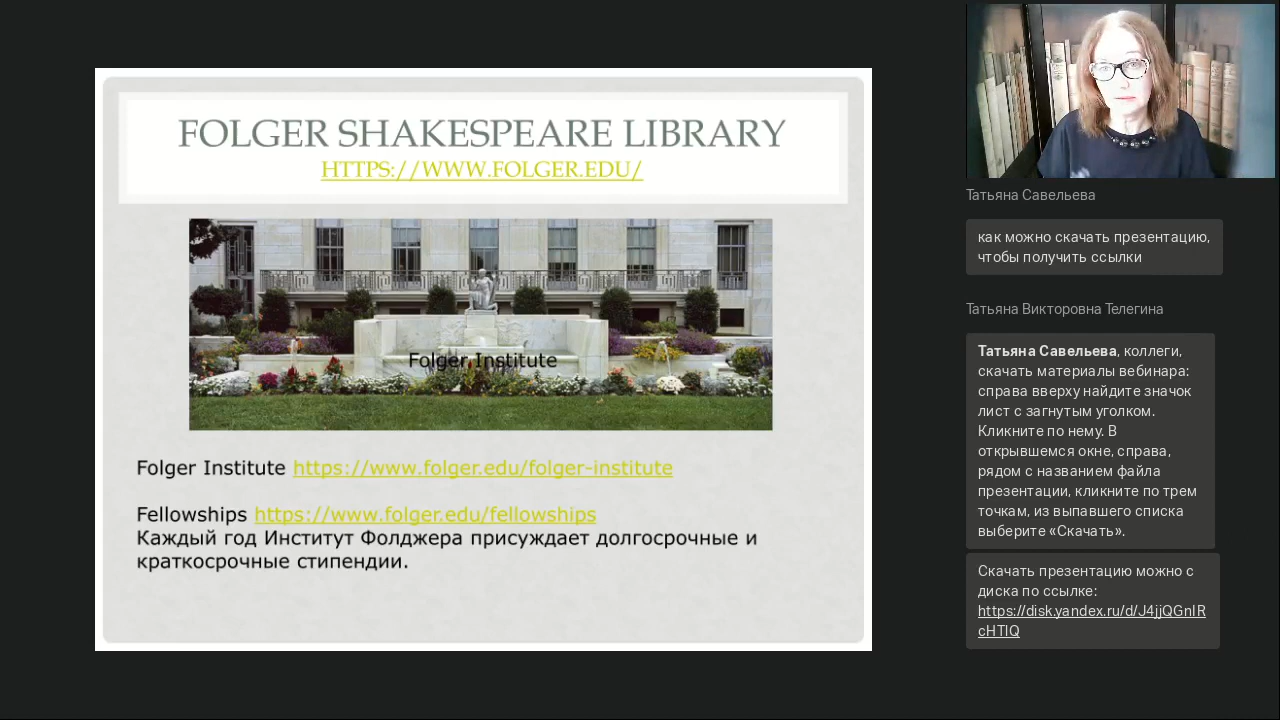 FOLGER SHAKESPEARE LIBRARY
HTTPS://WWW.FOLGER.EDU/
Folger Institute
Folger Institute https://www.folger.edu/folger-institute
Fellowships https://www.folger.edu/fellowships
Каждый год Институт Фолджера присуждает долгосрочные и
краткосрочные стипендии.
Татьяна Савельева
как можно скачать презентацию,
чтобы получить ссылки
Татьяна Викторовна Телегина
Татьяна Савельева, коллеги,
скачать материалы вебинара:
справа вверху найдите значок
лист с загнутым уголком.
Кликните по нему. В
открывшемся окне, справа,
рядом с названием файла
презентации, кликните по трем
точкам, из выпавшего списка
выберите «Скачать».
Скачать презентацию можно с
диска по ссылке:
https://disk.yandex.ru/d/J4jjQGnIR
cHTlQ